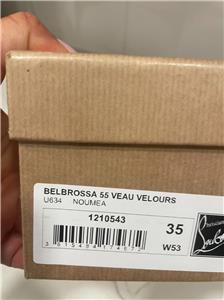 BELBROSSA 55 VEAU VELOURS
U634 NOUMEA
1210543
35
W53